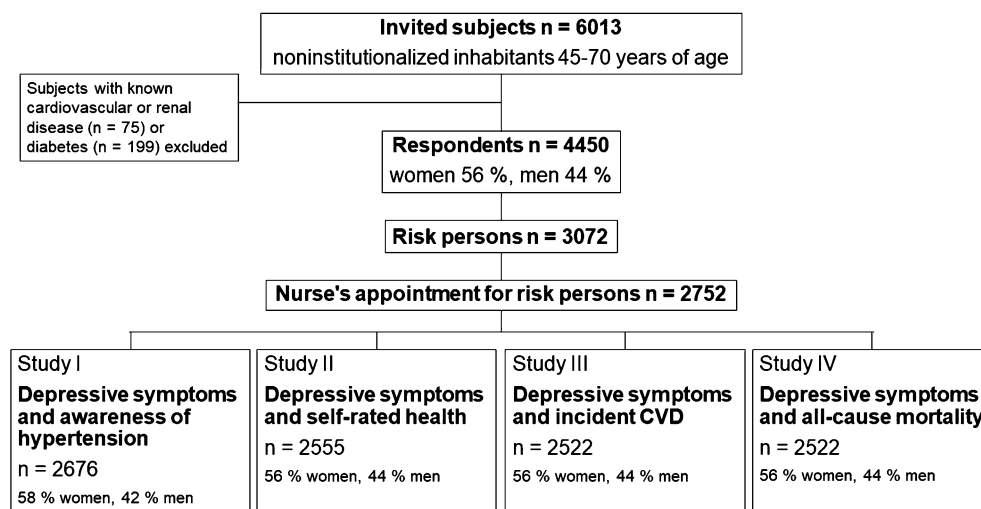 Invited subjects n = 6013
noninstitutionalized inhabitants 45-70 years of age
Subjects with known
cardiovascular or renal
disease (n = 75) or
diabetes (n = 199) excluded
Respondents n = 4450
women 56 %, men 44 %
Risk persons n = 3072
Nurse's appointment for risk persons n = 2752
Study I
Depressive symptoms
and awareness of
hypertension
n = 2676
58 % women, 42 % men
Study II
Depressive symptoms
and self-rated health
n = 2555
56 % women, 44 % men
Study III
Depressive symptoms
and incident CVD
n = 2522
56 % women, 44 % men
Study IV
Depressive symptoms
and all-cause mortality
n = 2522
56 % women, 44 % men